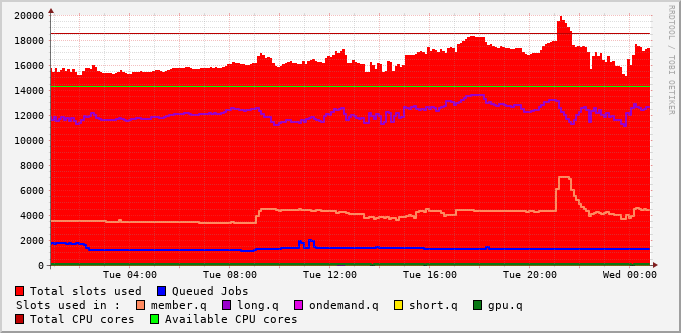 RRDTOOL / TOBI OETIKER
20000
18000
16000
14000
12000
10000
8000
6000
4000
2000
0
Tue 04:00 Tue 08:00 Tue 12:00 Tue 16:00 Tue 20:00 Wed 00:00
Total slots used Queued Jobs
Slots used in : member.q long.q ondemand.q short.q gpu.q
Total CPU cores Available CPU cores